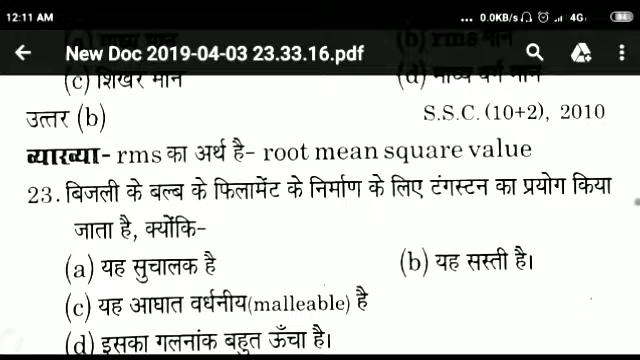 12:11 AM ... 0.0KB/s 4G
New Doc 2019-04-03 23.33.16.pdf
(b) rms मान
(c) शिखर मान (d) माध्य वर्ग मान
उत्तर (b) S.S.C. (10+2), 2010
व्याख्या- rms का अर्थ है- root mean square value
23. बिजली के बल्ब के फिलामेंट के निर्माण के लिए टंगस्टन का प्रयोग किया
जाता है, क्योंकि-
(a) यह सुचालक है (b) यह सस्ती है।
(c) यह आघात वर्धनीय(malleable) है
(d) इसका गलनांक बहुत ऊँचा है।